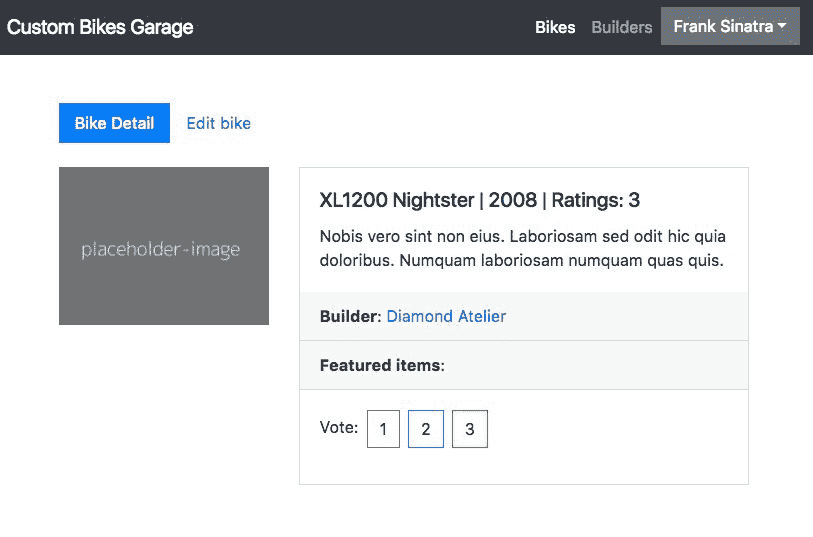 Custom Bikes Garage Bikes Builders Frank Sinatra
Bike Detail Edit bike
placeholder-image
XL1200 Nightster | 2008 | Ratings: 3
Nobis vero sint non eius. Laboriosam sed odit hic quia
doloribus. Numquam laboriosam numquam quas quis.
Builder: Diamond Atelier
Featured items:
Vote: 1 2 3